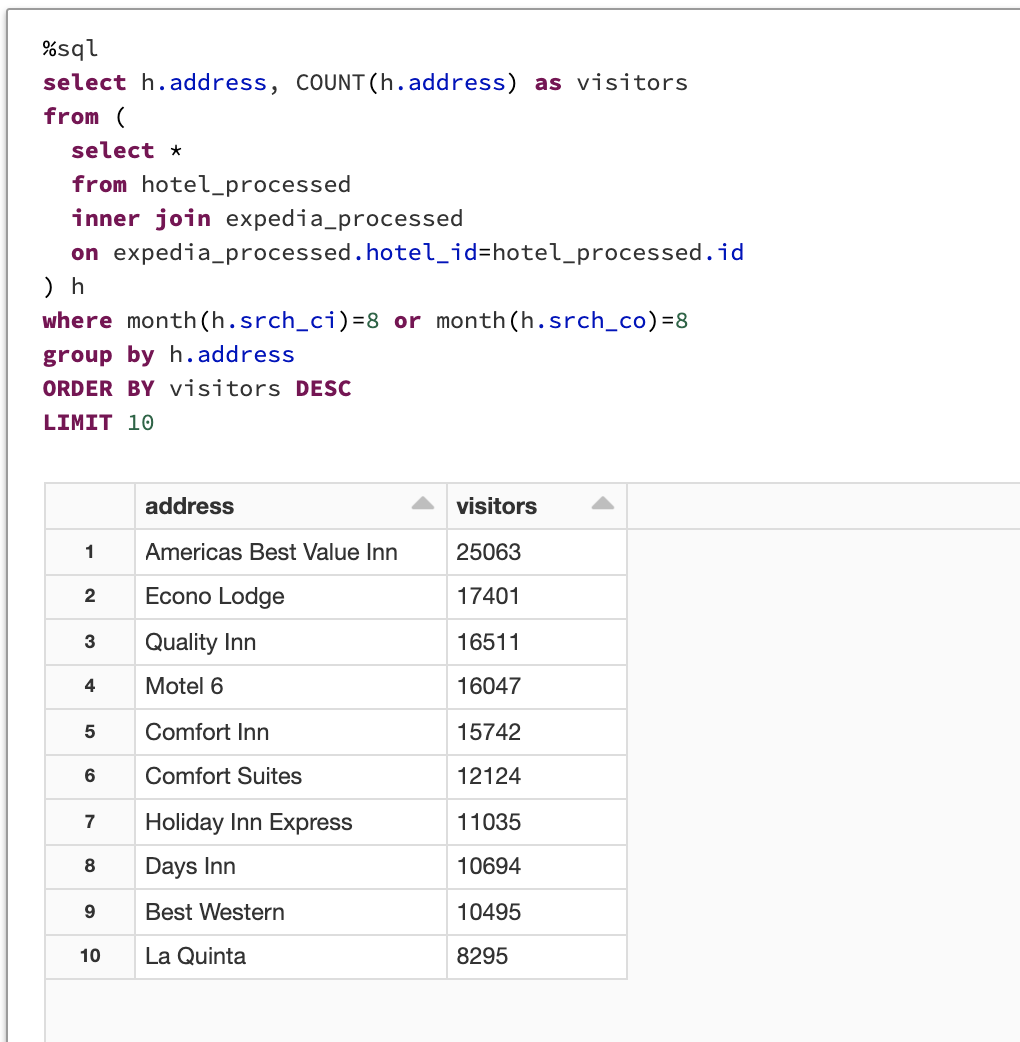 %sql
select h.address, COUNT(h.address) as visitors
from (
  select *
  from hotel_processed
  inner join expedia_processed
  on expedia_processed.hotel_id=hotel_processed.id
) h
where month(h.srch_ci)=8 or month(h.srch_co)=8
group by h.address
ORDER BY visitors DESC
LIMIT 10
address visitors
1 Americas Best Value Inn 25063
2 Econo Lodge 17401
3 Quality Inn 16511
4 Motel 6 16047
5 Comfort Inn 15742
6 Comfort Suites 12124
7 Holiday Inn Express 11035
8 Days Inn 10694
9 Best Western 10495
10 La Quinta 8295